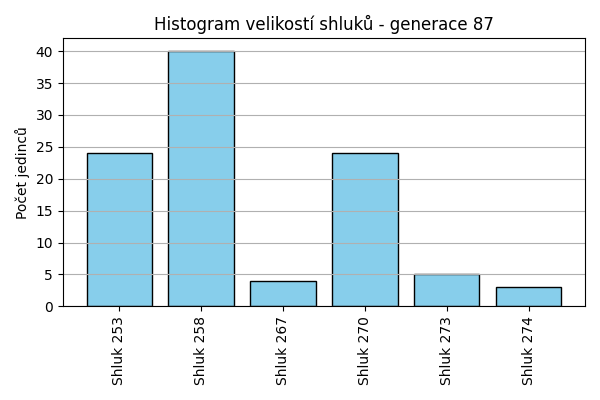 Histogram velikostí shluků - generace 87
Počet jedinců
40
35
30
25
20
15
10
5
0
Shluk 253
Shluk 258
Shluk 267
Shluk 270
Shluk 273
Shluk 274